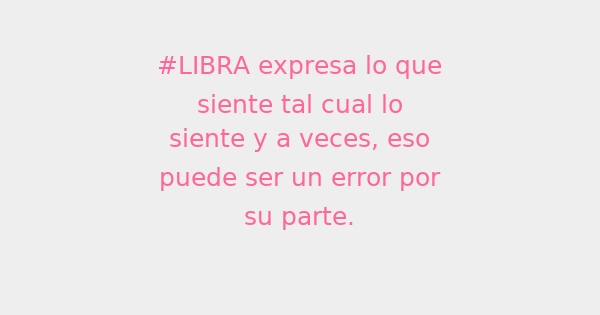 #LIBRA expresa lo que
siente tal cual lo
siente y a veces, eso
puede ser un error por
su parte.